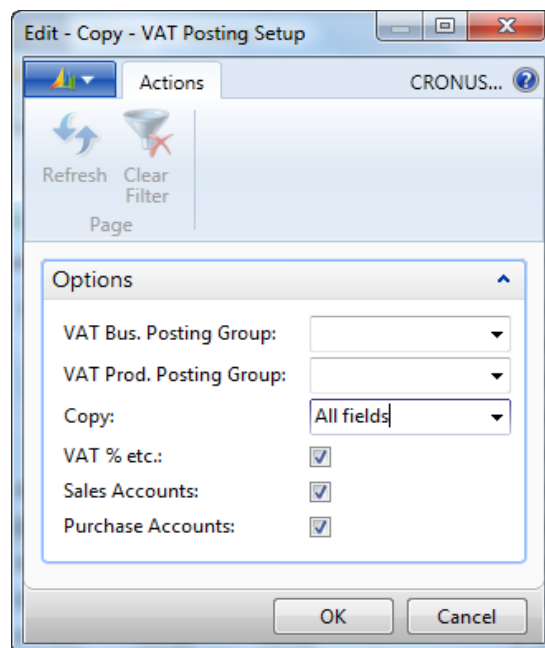 Edit - Copy - VAT Posting Setup
Actions CRONUS...
Refresh Clear Filter
Page
Options
VAT Bus. Posting Group:
VAT Prod. Posting Group:
Copy: All fields
VAT % etc.:
Sales Accounts:
Purchase Accounts:
OK Cancel